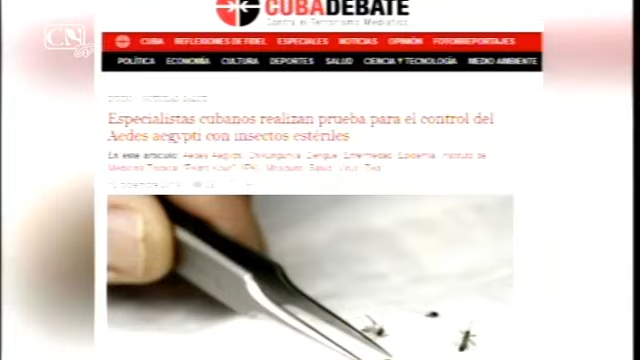 CN
CUBADEBATE
Contra el Terrorismo Mediático
CUBA REFLEXIONES DE FIDEL ESPECIALES NOTICIAS OPINIÓN FOTORREPORTAJES
POLÍTICA ECONOMÍA CULTURA DEPORTES SALUD CIENCIA Y TECNOLOGÍA MEDIO AMBIENTE
Especialistas cubanos realizan prueba para el control del
Aedes aegypti con insectos estériles
En este artículo: Aedes Aegypti, Chikungunya, Dengue, Enfermedad, Epidemia, Instituto de
Medicina Tropical "Pedro Kourí" (IPK), Mosquito, Salud, Zika